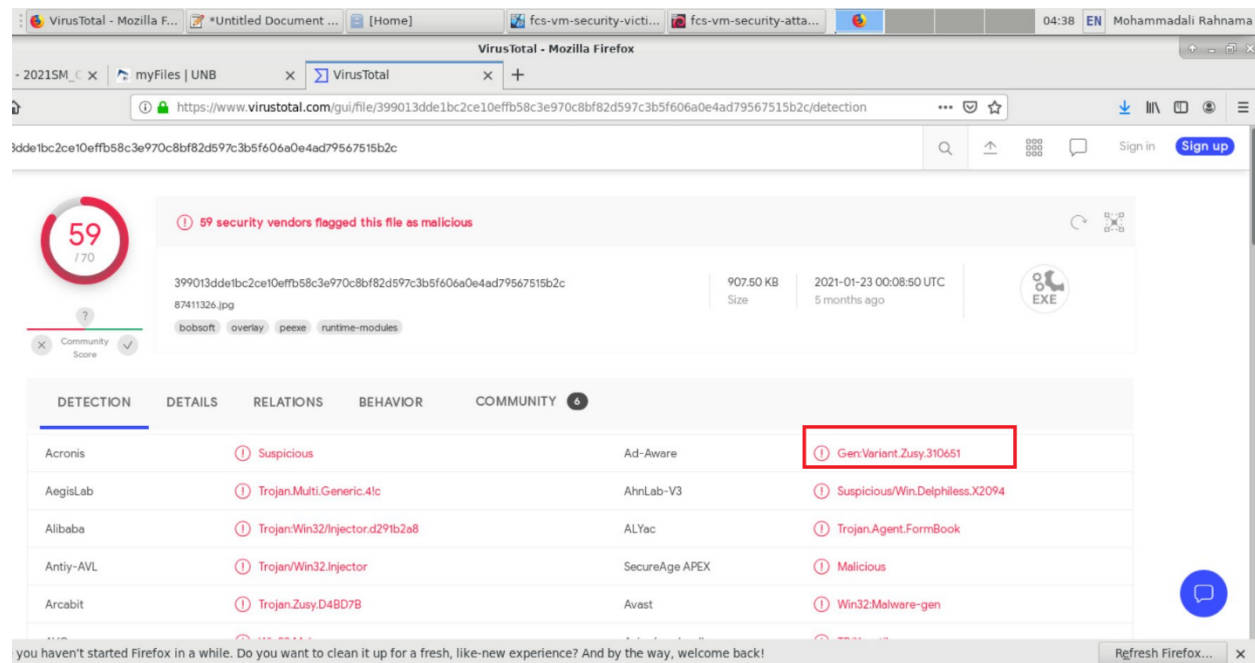 VirusTotal - Mozilla F... *Untitled Document ... [Home] fcs-vm-security-victi... fcs-vm-security-atta... 04:38 EN Mohammadali Rahnama
VirusTotal - Mozilla Firefox
- 2021SM_ myFiles | UNB VirusTotal
https://www.virustotal.com/gui/file/399013dde1bc2ce10effb58c3e970c8bf82d597c3b5f606a0e4ad79567515b2c/detection
3dde1bc2ce10effb58c3e970c8bf82d597c3b5f606a0e4ad79567515b2c Sign in Sign up
59
/ 70
59 security vendors flagged this file as malicious
399013dde1bc2ce10effb58c3e970c8bf82d597c3b5f606a0e4ad79567515b2c
87411326.jpg
bobsoft overlay peexe runtime-modules
907.50 KB
Size
2021-01-23 00:08:50 UTC
5 months ago
EXE
?
Community
Score
DETECTION DETAILS RELATIONS BEHAVIOR COMMUNITY 6
Acronis Suspicious Ad-Aware Gen:Variant.Zusy.310651
AegisLab Trojan.Multi.Generic.4!c AhnLab-V3 Suspicious/Win.Delphiless.X2094
Alibaba Trojan:Win32/Injector.d291b2a8 ALYac Trojan.Agent.FormBook
Antiy-AVL Trojan/Win32.Injector SecureAge APEX Malicious
Arcabit Trojan.Zusy.D4BD7B Avast Win32:Malware-gen
you haven't started Firefox in a while. Do you want to clean it up for a fresh, like-new experience? And by the way, welcome back! Refresh Firefox...